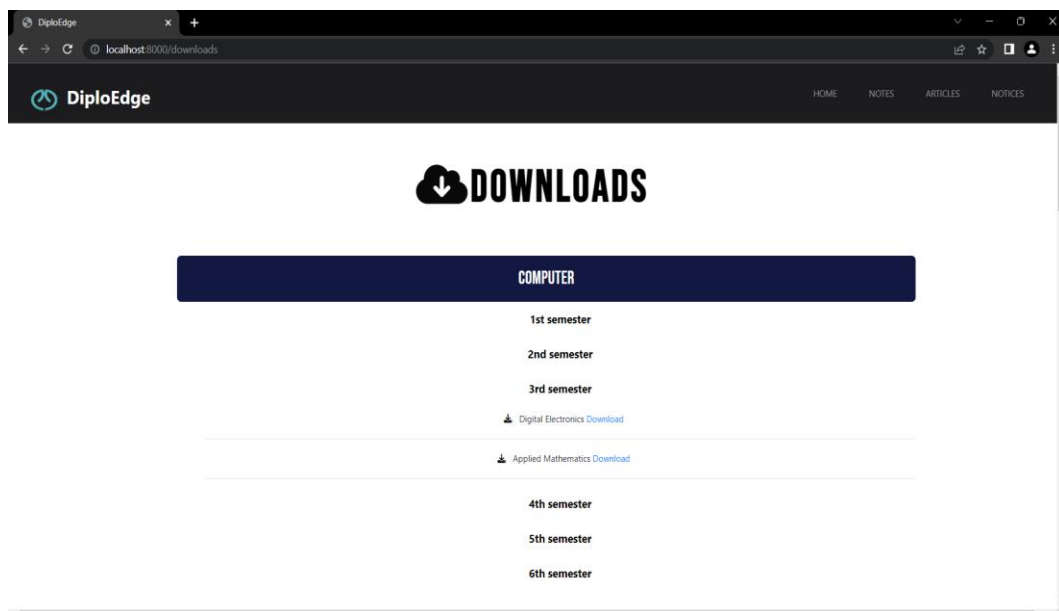 DiploEdge
localhost:8000/downloads
DiploEdge
HOME NOTES ARTICLES NOTICES
DOWNLOADS
COMPUTER
1st semester
2nd semester
3rd semester
Digital Electronics Download
Applied Mathematics Download
4th semester
5th semester
6th semester